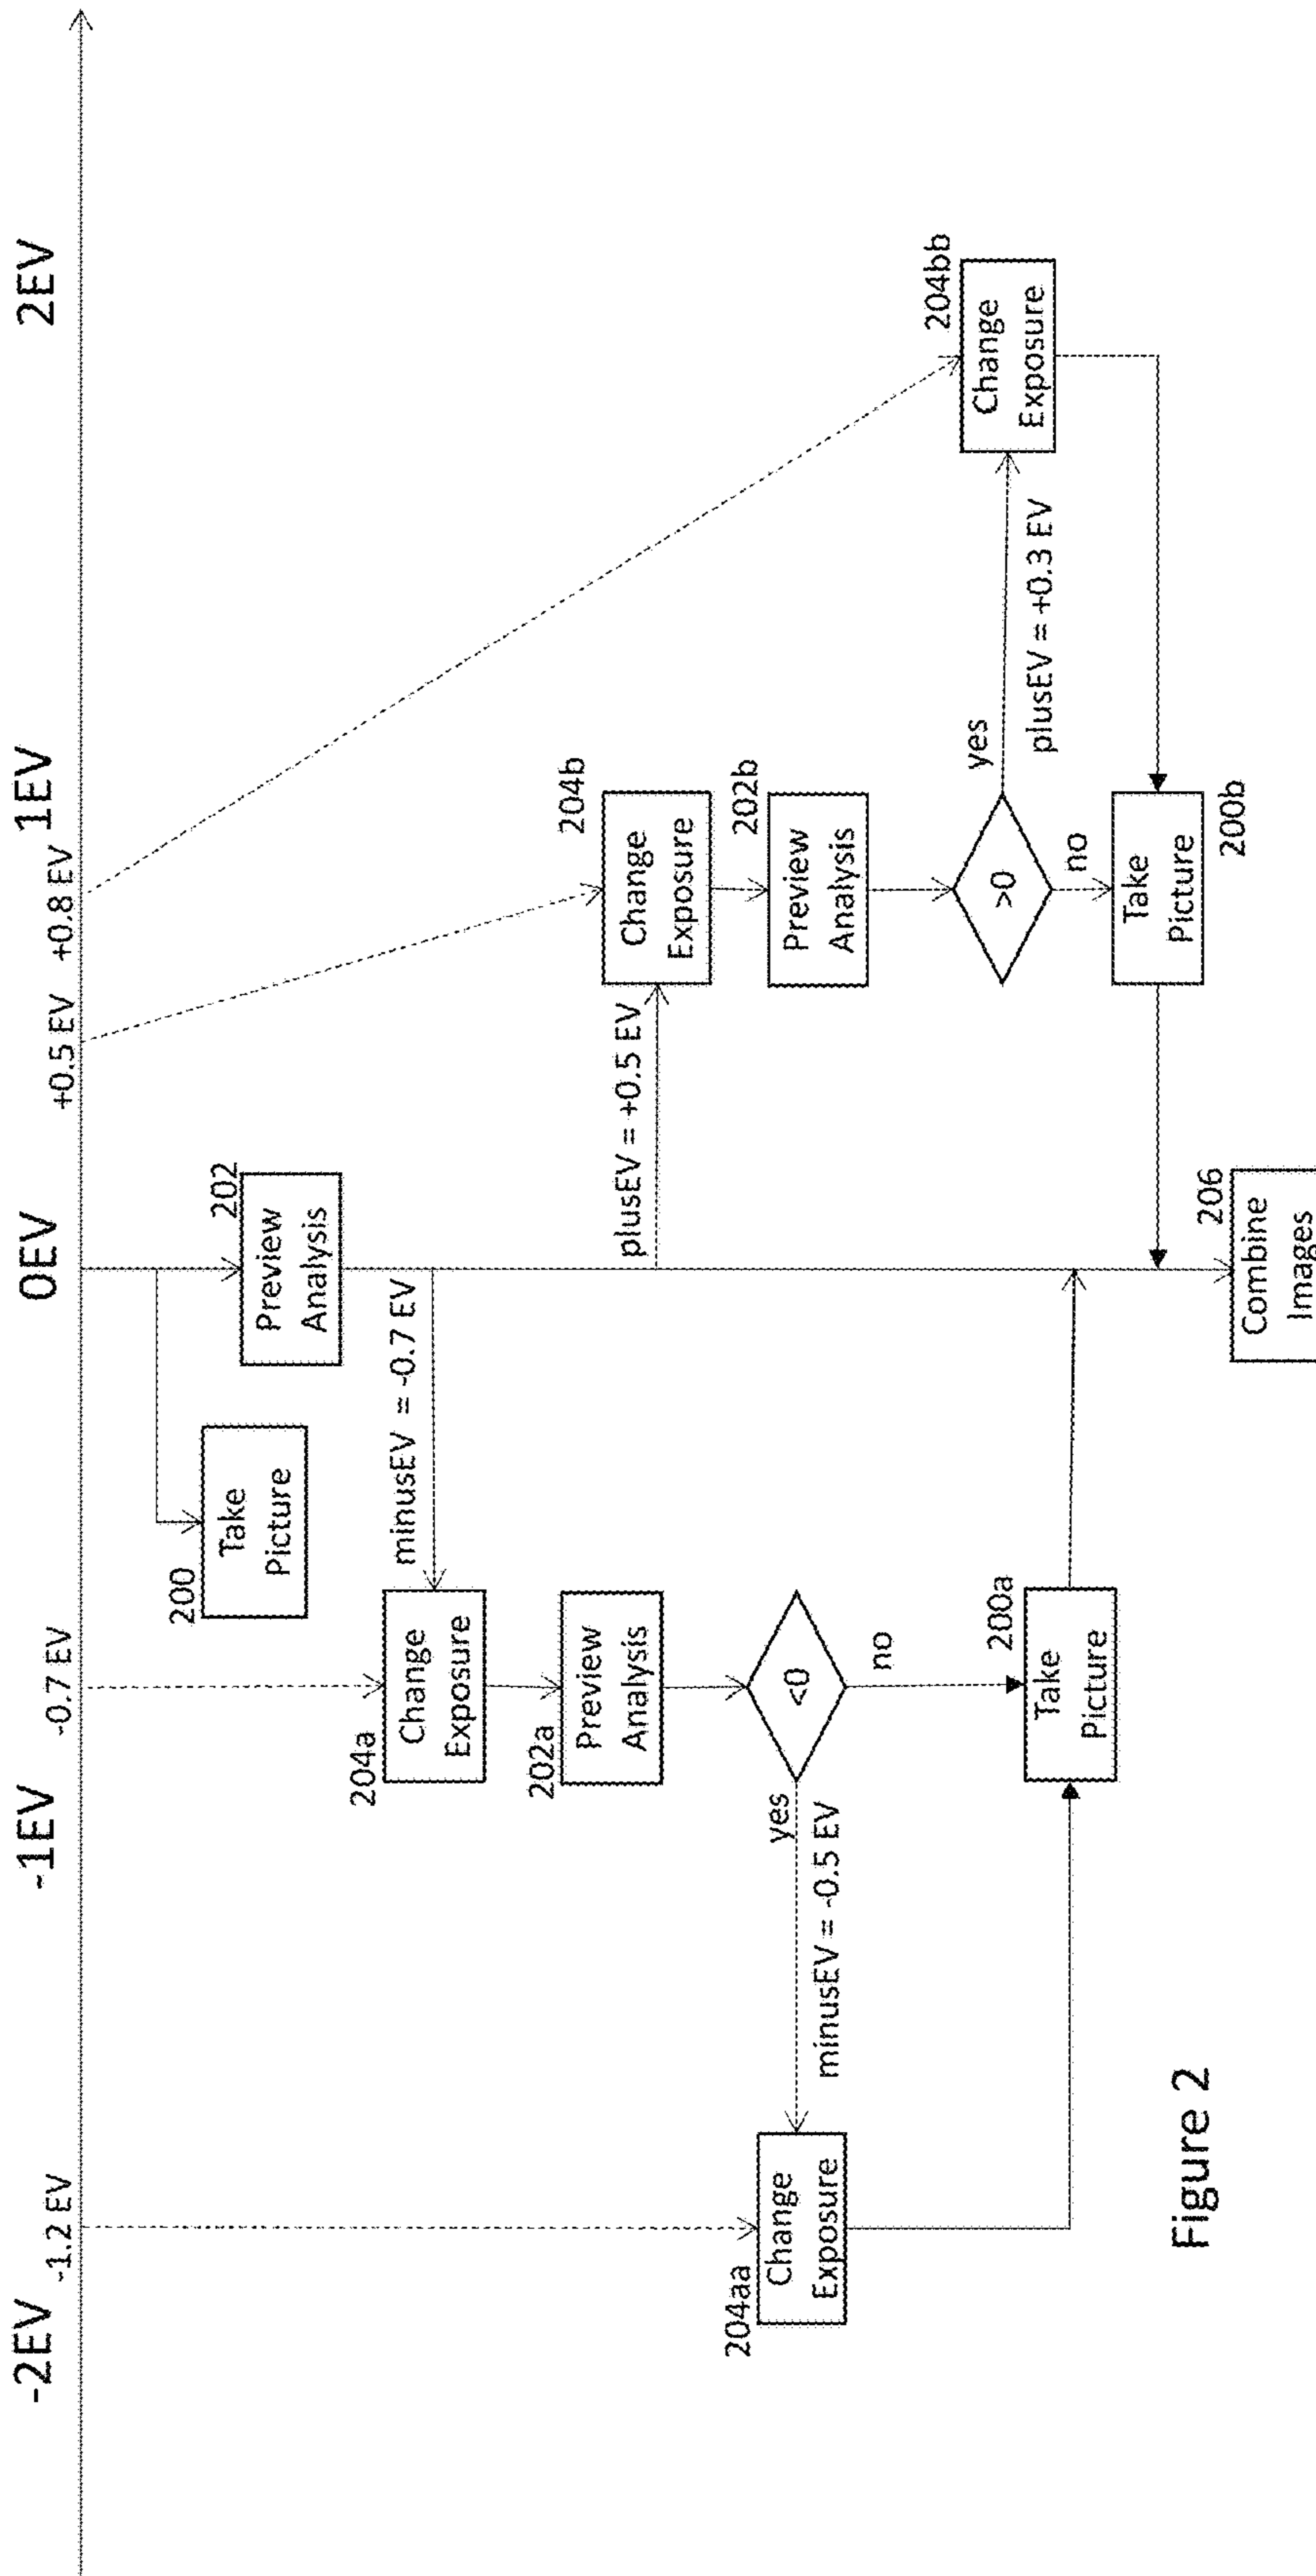 -2EV
-1EV
0EV
1EV
2EV
-1.2 EV
-0.7 EV
+0.5 EV
+0.8 EV
200
Take
Picture
202
Preview
Analysis
minusEV = -0.7 EV
204a
Change
Exposure
202a
Preview
Analysis
<0
yes
no
minusEV = -0.5 EV
204aa
Change
Exposure
200a
Take
Picture
plusEV = +0.5 EV
204b
Change
Exposure
202b
Preview
Analysis
>0
yes
no
plusEV = +0.3 EV
204bb
Change
Exposure
200b
Take
Picture
206
Combine
Images
Figure 2